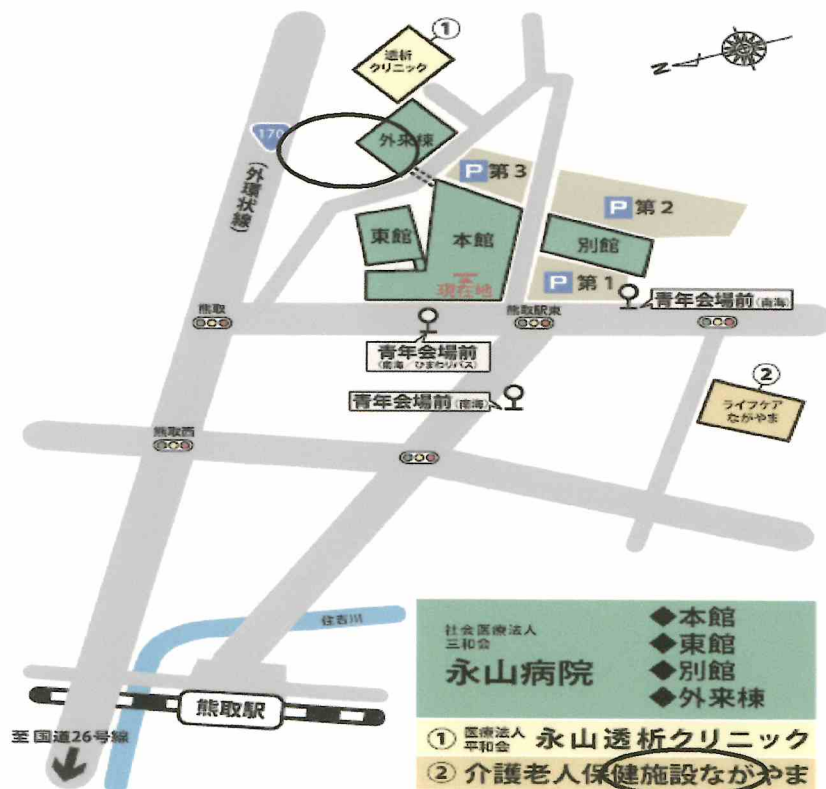 ①
透析
クリニック
N
170
(外環状線)
外来棟
P 第3
P 第2
東館
本館
別館
現在地
P 第1
熊取
熊取駅東
青年会場前(南海)
青年会場前
(南海/ひまわりバス)
青年会場前(南海)
②
ライフケア
ながやま
熊取西
住吉川
熊取駅
至国道26号線
社会医療法人
三和会
永山病院
◆本館
◆東館
◆別館
◆外来棟
① 医療法人
平和会
永山透析クリニック
② 介護老人保健施設ながやま